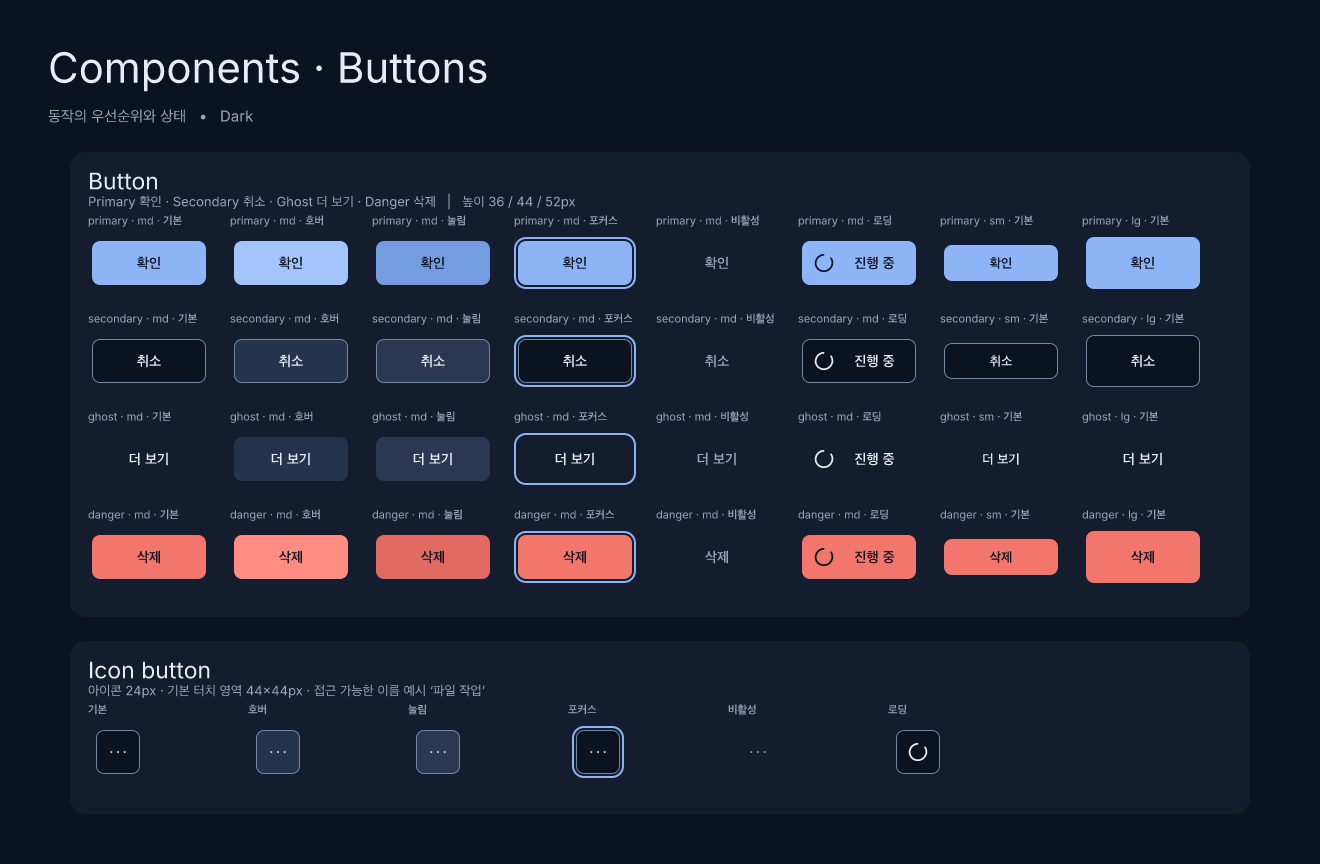 Components · Buttons
동작의 우선순위와 상태 • Dark
Button
Primary 확인 · Secondary 취소 · Ghost 더 보기 · Danger 삭제 │ 높이 36 / 44 / 52px
primary · md · 기본 primary · md · 호버 primary · md · 눌림 primary · md · 포커스 primary · md · 비활성 primary · md · 로딩 primary · sm · 기본 primary · lg · 기본
확인 확인 확인 확인 확인 진행 중 확인 확인
secondary · md · 기본 secondary · md · 호버 secondary · md · 눌림 secondary · md · 포커스 secondary · md · 비활성 secondary · md · 로딩 secondary · sm · 기본 secondary · lg · 기본
취소 취소 취소 취소 취소 진행 중 취소 취소
ghost · md · 기본 ghost · md · 호버 ghost · md · 눌림 ghost · md · 포커스 ghost · md · 비활성 ghost · md · 로딩 ghost · sm · 기본 ghost · lg · 기본
더 보기 더 보기 더 보기 더 보기 더 보기 진행 중 더 보기 더 보기
danger · md · 기본 danger · md · 호버 danger · md · 눌림 danger · md · 포커스 danger · md · 비활성 danger · md · 로딩 danger · sm · 기본 danger · lg · 기본
삭제 삭제 삭제 삭제 삭제 진행 중 삭제 삭제
Icon button
아이콘 24px · 기본 터치 영역 44×44px · 접근 가능한 이름 예시 ‘파일 작업’
기본 호버 눌림 포커스 비활성 로딩